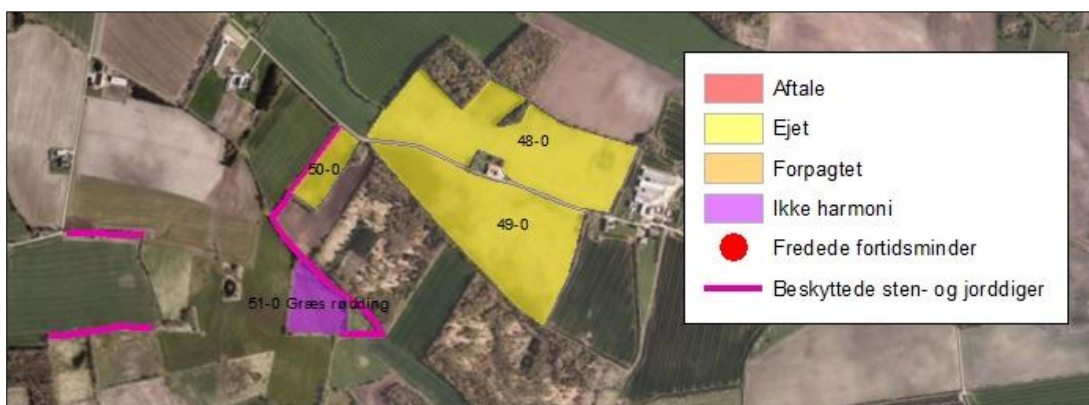 48-0
50-0
49-0
51-0 Græs rødding
Aftale
Ejet
Forpagtet
Ikke harmoni
Fredede fortidsminder
Beskyttede sten- og jorddiger